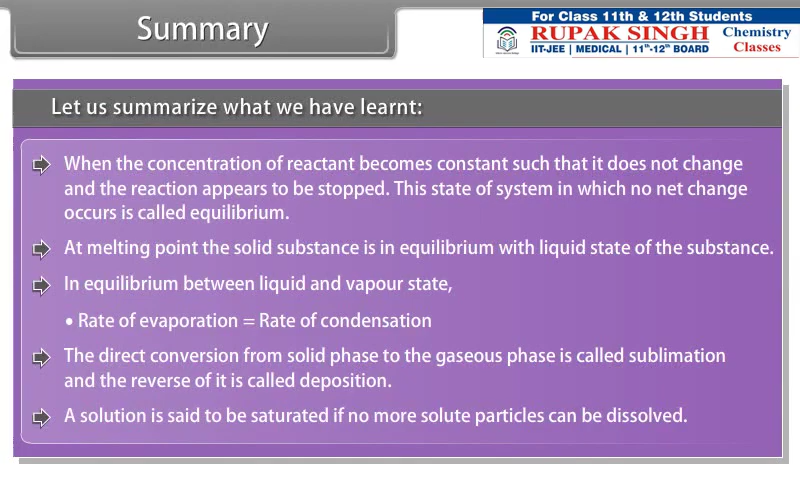 Summary
For Class 11th & 12th Students
RUPAK SINGH
IIT-JEE | MEDICAL | 11th-12th BOARD
Chemistry
Classes
Let us summarize what we have learnt:
When the concentration of reactant becomes constant such that it does not change
and the reaction appears to be stopped. This state of system in which no net change
occurs is called equilibrium.
At melting point the solid substance is in equilibrium with liquid state of the substance.
In equilibrium between liquid and vapour state,
• Rate of evaporation = Rate of condensation
The direct conversion from solid phase to the gaseous phase is called sublimation
and the reverse of it is called deposition.
A solution is said to be saturated if no more solute particles can be dissolved.